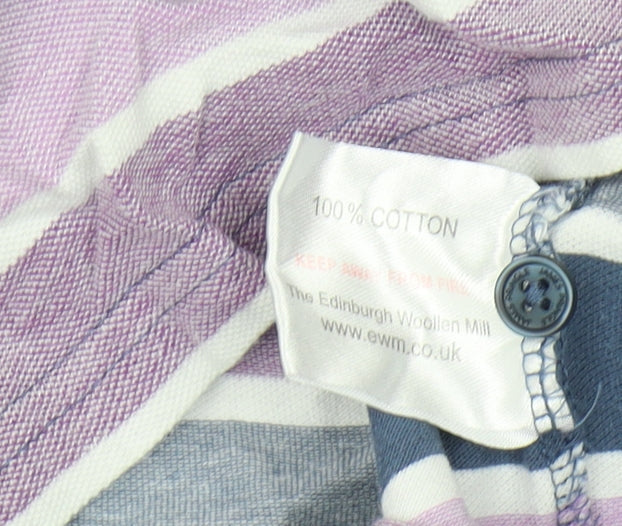 100% COTTON
KEEP AWAY FROM FIRE
The Edinburgh Woollen Mill
www.ewm.co.uk